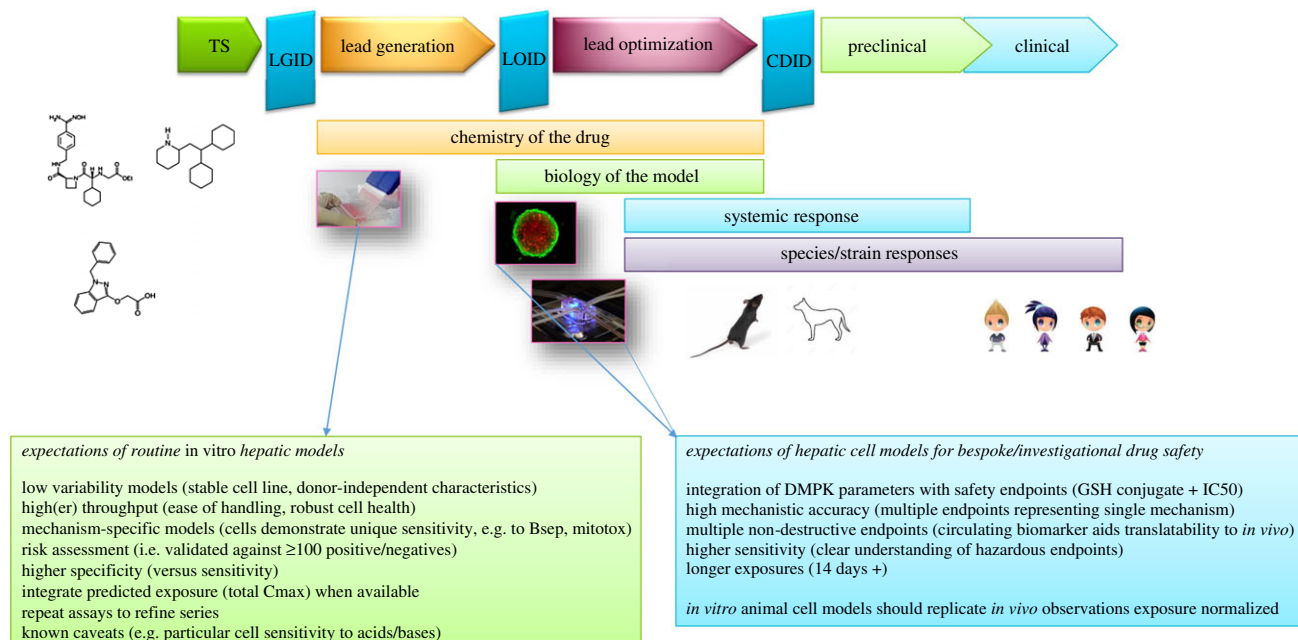 TS
LGID
lead generation
LOID
lead optimization
CDID
preclinical
clinical
chemistry of the drug
biology of the model
systemic response
species/strain responses
H₂N
NOH
HN
O
N
O
H
N
O
OEt
H
N
N
N
O
OH
O
expectations of routine in vitro hepatic models
low variability models (stable cell line, donor-independent characteristics)
high(er) throughput (ease of handling, robust cell health)
mechanism-specific models (cells demonstrate unique sensitivity, e.g. to Bsep, mitotox)
risk assessment (i.e. validated against ≥100 positive/negatives)
higher specificity (versus sensitivity)
integrate predicted exposure (total Cmax) when available
repeat assays to refine series
known caveats (e.g. particular cell sensitivity to acids/bases)
expectations of hepatic cell models for bespoke/investigational drug safety
integration of DMPK parameters with safety endpoints (GSH conjugate + IC50)
high mechanistic accuracy (multiple endpoints representing single mechanism)
multiple non-destructive endpoints (circulating biomarker aids translatability to in vivo)
higher sensitivity (clear understanding of hazardous endpoints)
longer exposures (14 days +)
in vitro animal cell models should replicate in vivo observations exposure normalized